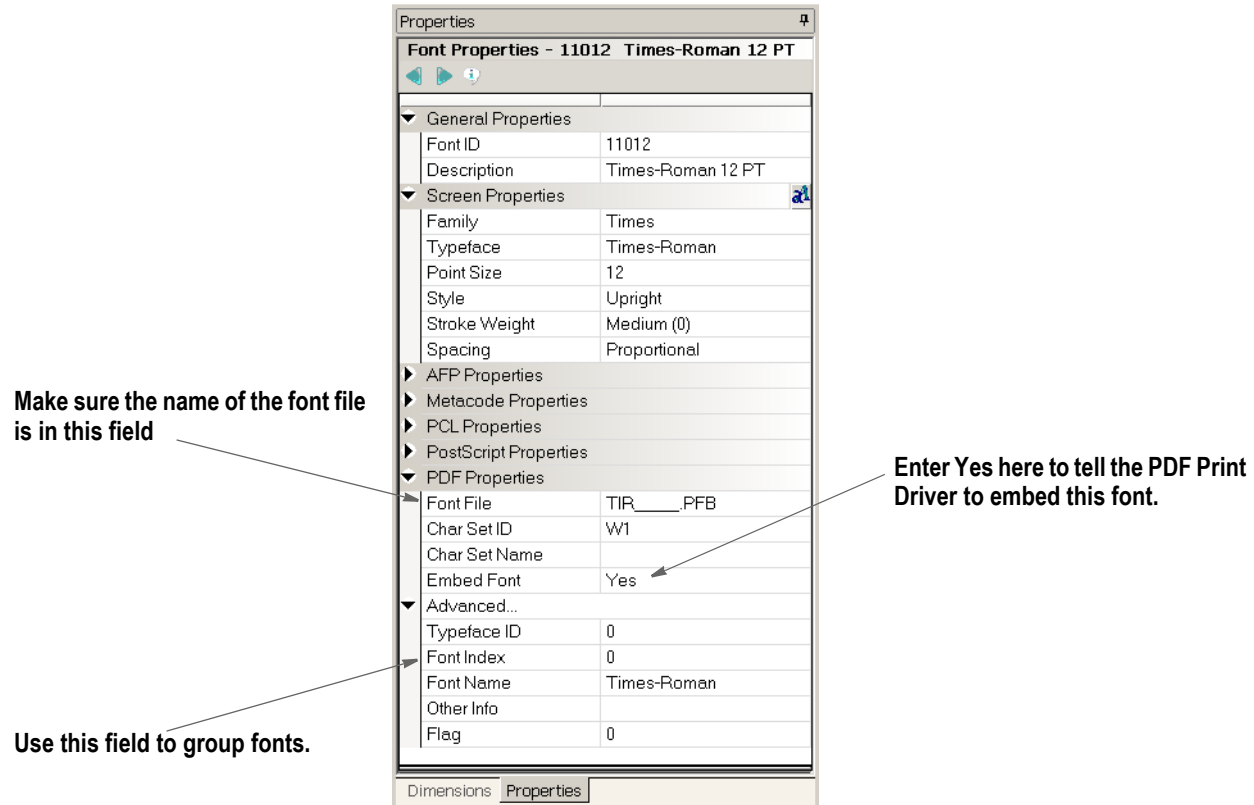 Properties
Font Properties - 11012 Times-Roman 12 PT
General Properties
Font ID 11012
Description Times-Roman 12 PT
Screen Properties a1
Family Times
Typeface Times-Roman
Point Size 12
Style Upright
Stroke Weight Medium (0)
Spacing Proportional
AFP Properties
Metacode Properties
PCL Properties
PostScript Properties
PDF Properties
Font File TIR_____.PFB
Char Set ID W1
Char Set Name
Embed Font Yes
Advanced...
Typeface ID 0
Font Index 0
Font Name Times-Roman
Other Info
Flag 0
Dimensions Properties
Make sure the name of the font file
is in this field
Use this field to group fonts.
Enter Yes here to tell the PDF Print
Driver to embed this font.